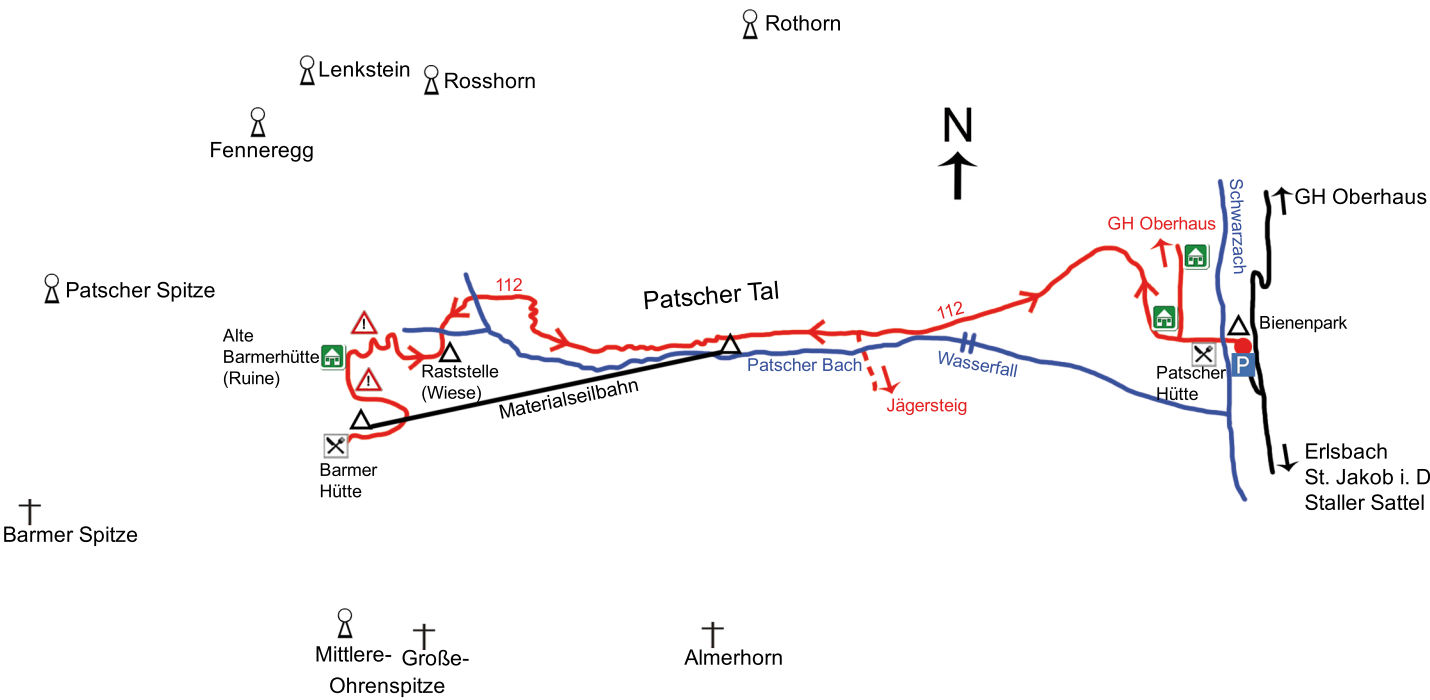 Rothorn
Lenkstein
Rosshorn
Fenneregg
N
GH Oberhaus
Schwarzach
GH Oberhaus
Patscher Spitze
112
Patscher Tal
112
Bienenpark
Alte
Barmerhütte
(Ruine)
!
!
Raststelle
(Wiese)
Materialseilbahn
Patscher Bach
Wasserfall
Jägersteig
P
Patscher
Hütte
Barmer
Hütte
Erlsbach
St. Jakob i. D
Staller Sattel
Barmer Spitze
Mittlere- Große-
Ohrenspitze
Almerhorn